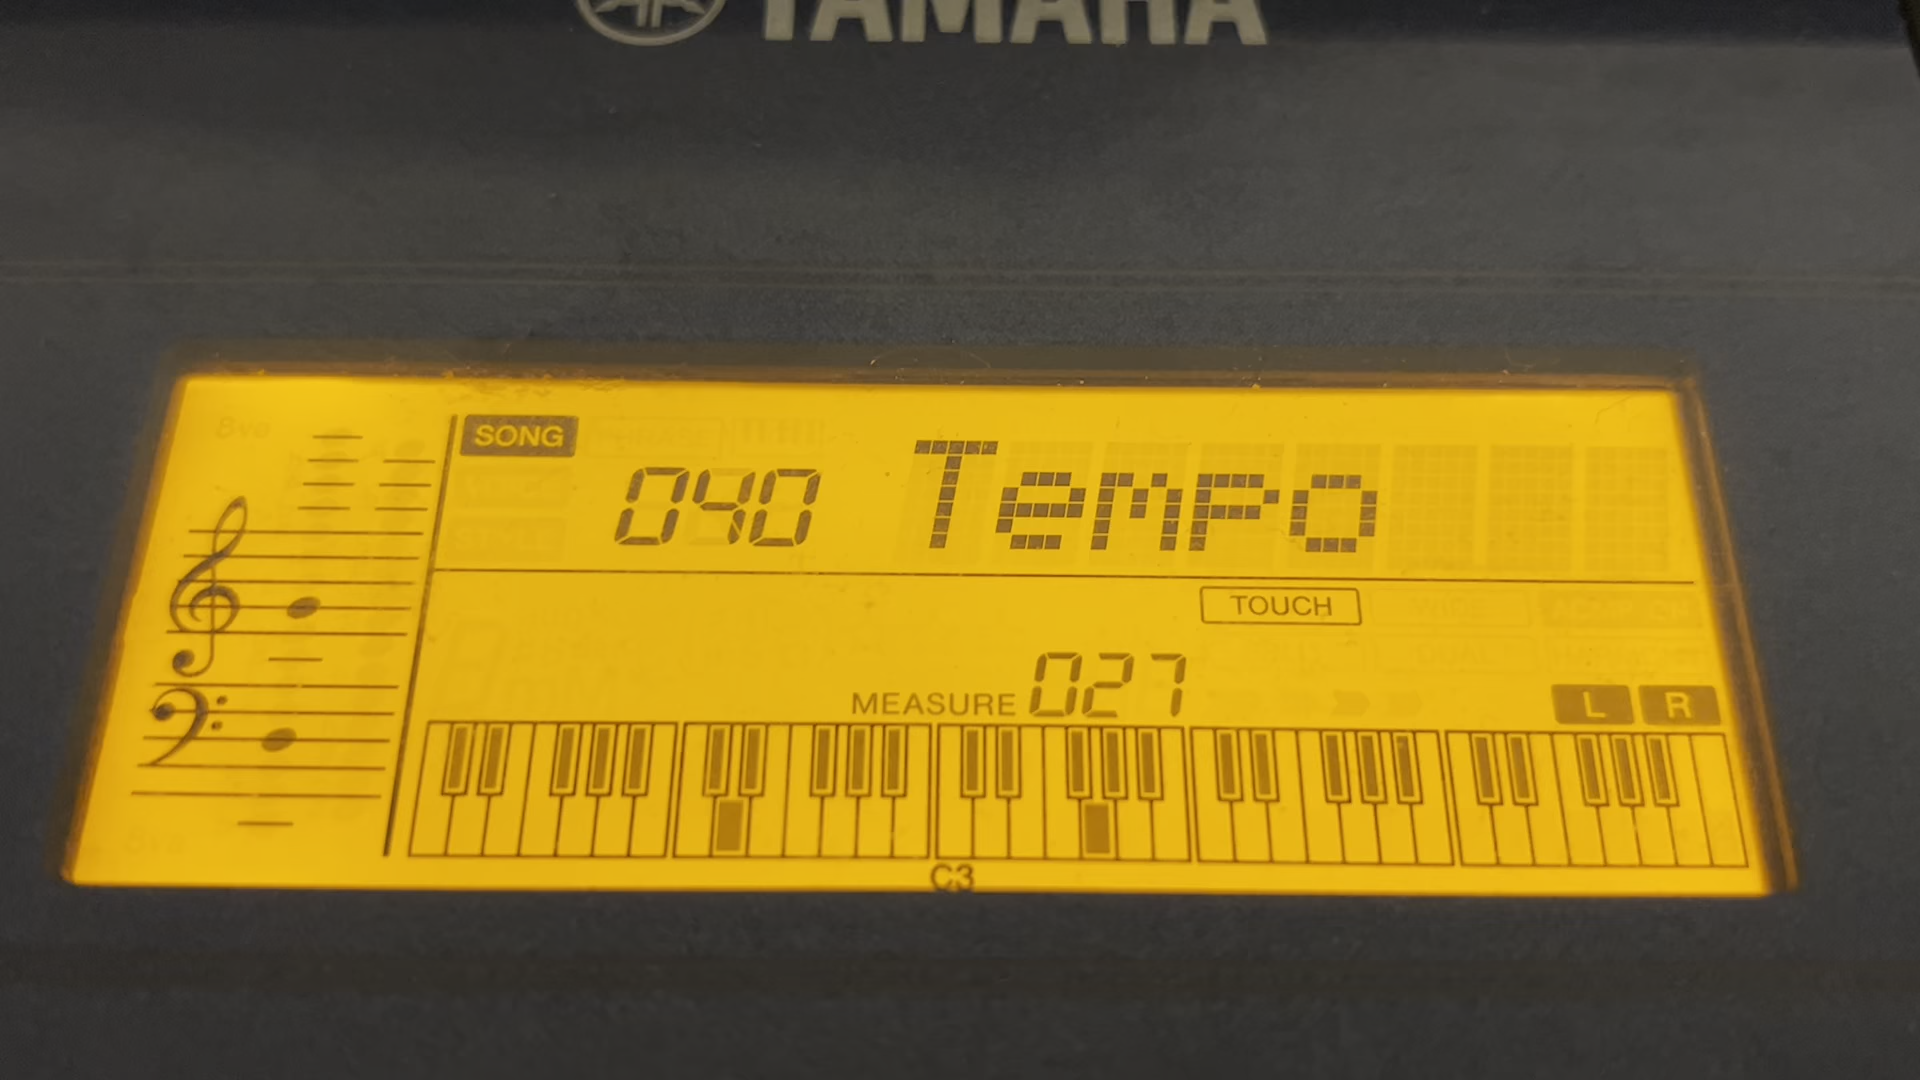 YAMAHA
SONG
040 Tempo
TOUCH
MEASURE 027
L R
C3